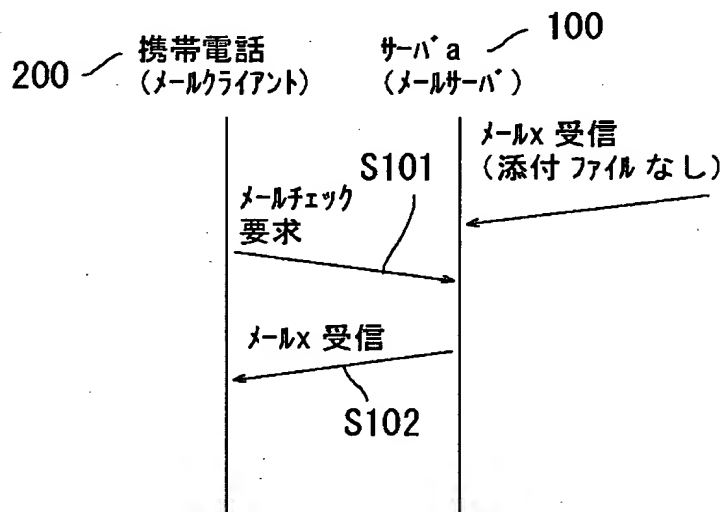 100
200
携帯電話
サーバa
(メールクライアント)
(メールサーバ)
メールx 受信
(添付 ファイル なし)
S101
メールチェック
要求
メールx 受信
S102